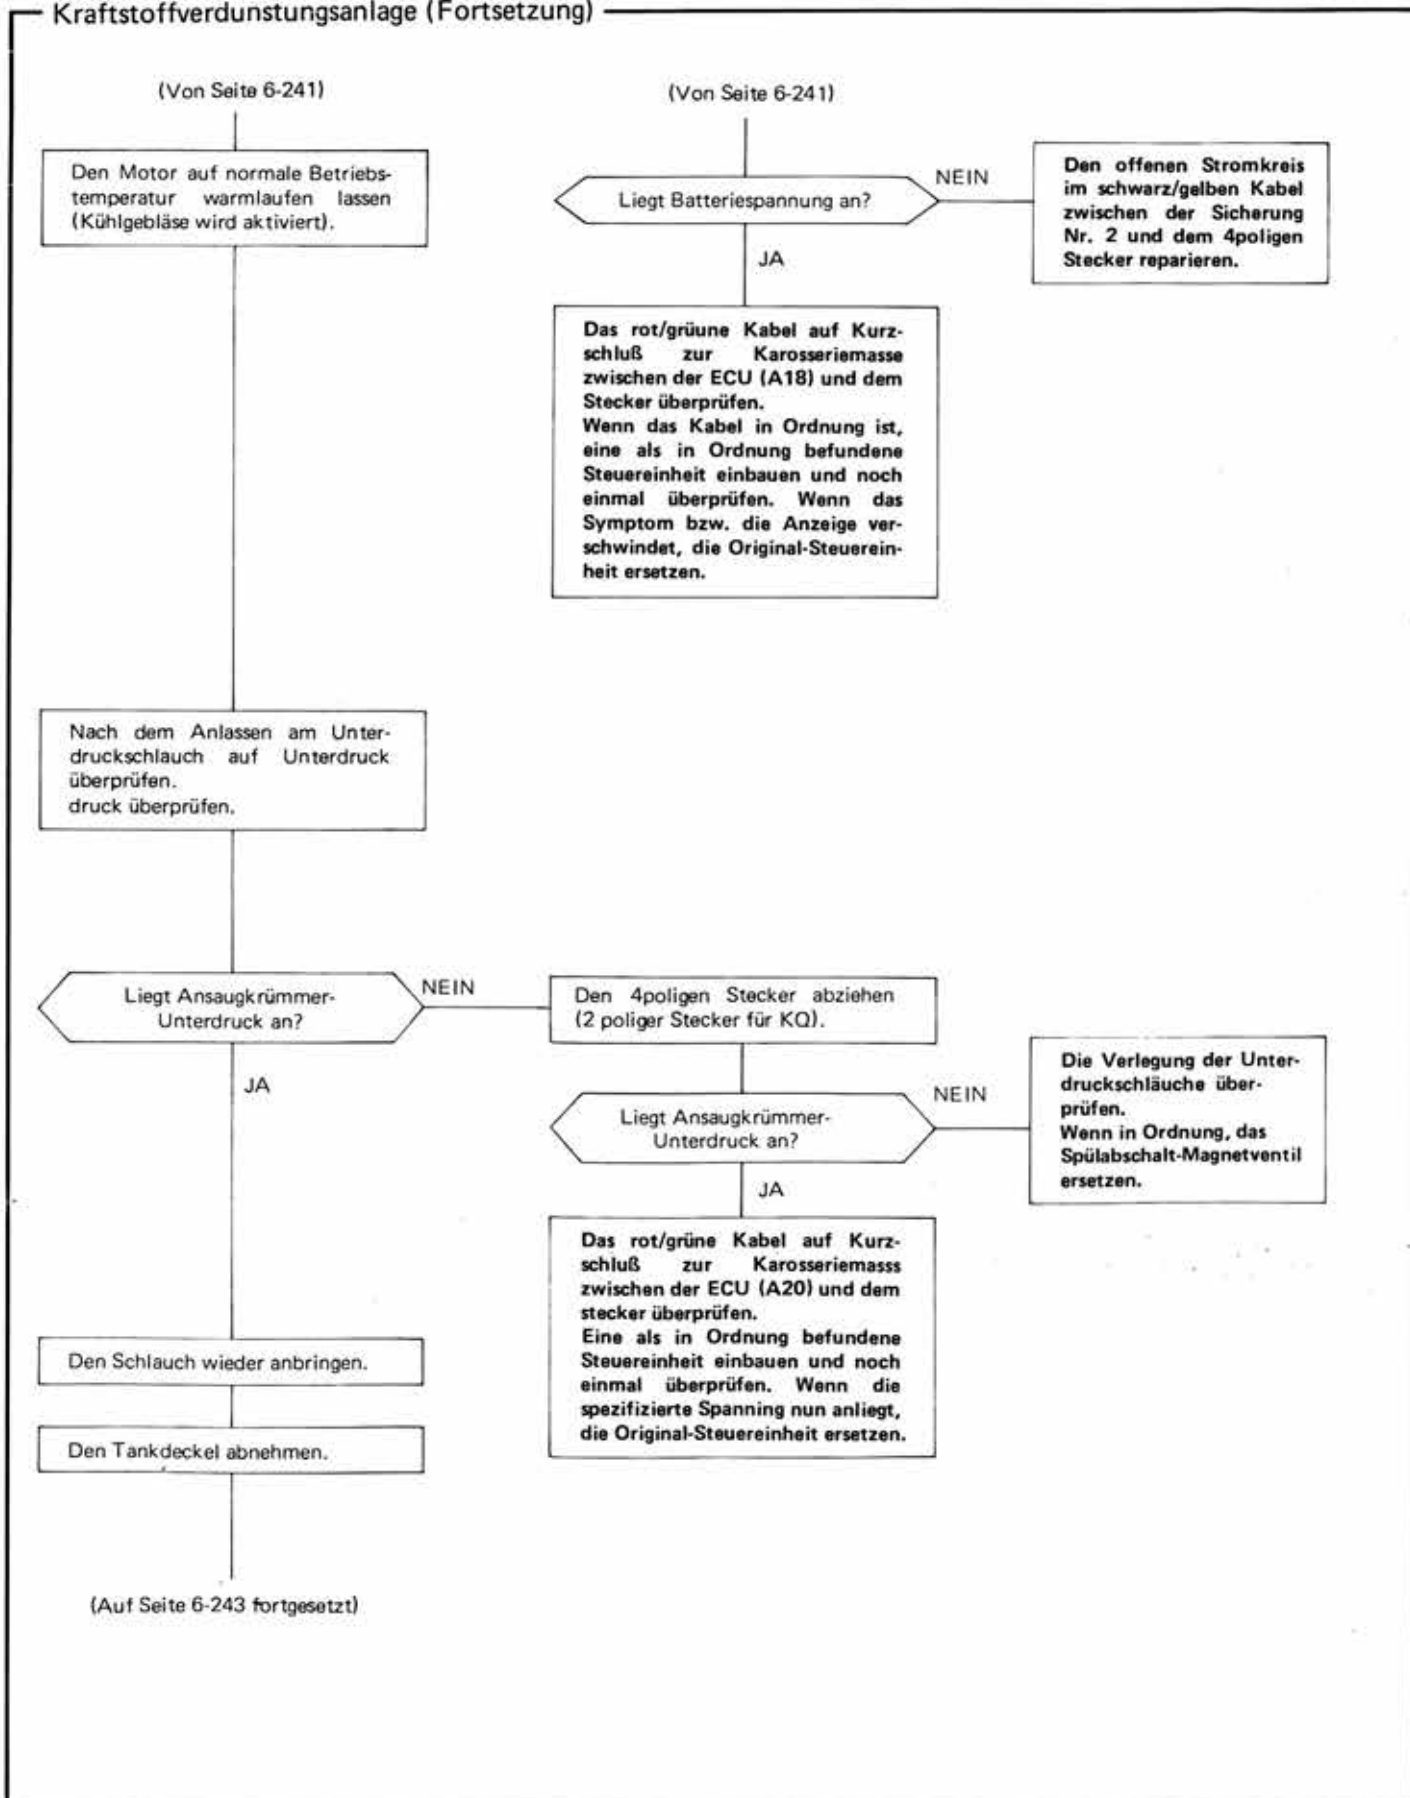 Kraftstoffverdunstungsanlage (Fortsetzung)
(Von Seite 6-241)
Den Motor auf normale Betriebs-
temperatur warmlaufen lassen
(Kühlgebläse wird aktiviert).
(Von Seite 6-241)
Liegt Batteriespannung an?
NEIN
Den offenen Stromkreis
im schwarz/gelben Kabel
zwischen der Sicherung
Nr. 2 und dem 4poligen
Stecker reparieren.
JA
Das rot/grüune Kabel auf Kurz-
schluß zur Karosseriemasse
zwischen der ECU (A18) und dem
Stecker überprüfen.
Wenn das Kabel in Ordnung ist,
eine als in Ordnung befundene
Steuereinheit einbauen und noch
einmal überprüfen. Wenn das
Symptom bzw. die Anzeige ver-
schwindet, die Original-Steuerein-
heit ersetzen.
Nach dem Anlassen am Unter-
druckschlauch auf Unterdruck
überprüfen.
druck überprüfen.
Liegt Ansaugkrümmer-
Unterdruck an?
NEIN
Den 4poligen Stecker abziehen
(2 poliger Stecker für KQ).
JA
Liegt Ansaugkrümmer-
Unterdruck an?
NEIN
Die Verlegung der Unter-
druckschläuche über-
prüfen.
Wenn in Ordnung, das
Spülabschalt-Magnetventil
ersetzen.
JA
Das rot/grüne Kabel auf Kurz-
schluß zur Karosseriemasss
zwischen der ECU (A20) und dem
stecker überprüfen.
Eine als in Ordnung befundene
Steuereinheit einbauen und noch
einmal überprüfen. Wenn die
spezifizierte Spanning nun anliegt,
die Original-Steuereinheit ersetzen.
Den Schlauch wieder anbringen.
Den Tankdeckel abnehmen.
(Auf Seite 6-243 fortgesetzt)